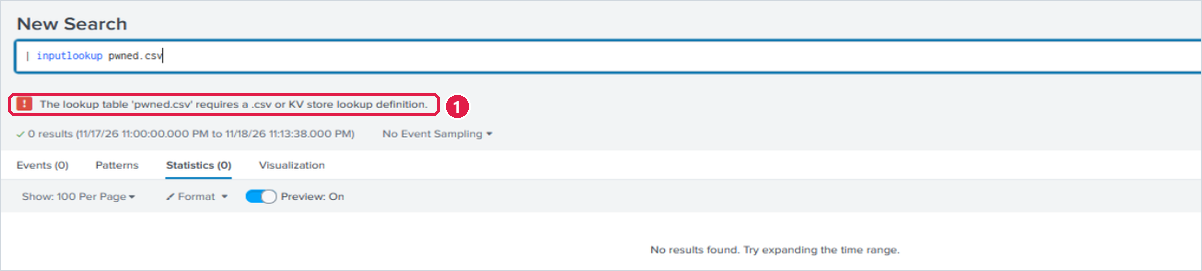 New Search
| inputlookup pwned.csv
! The lookup table 'pwned.csv' requires a .csv or KV store lookup definition. 1
✓ 0 results (11/17/26 11:00:00.000 PM to 11/18/26 11:13:38.000 PM) No Event Sampling
Events (0) Patterns Statistics (0) Visualization
Show: 100 Per Page Format Preview: On
No results found. Try expanding the time range.